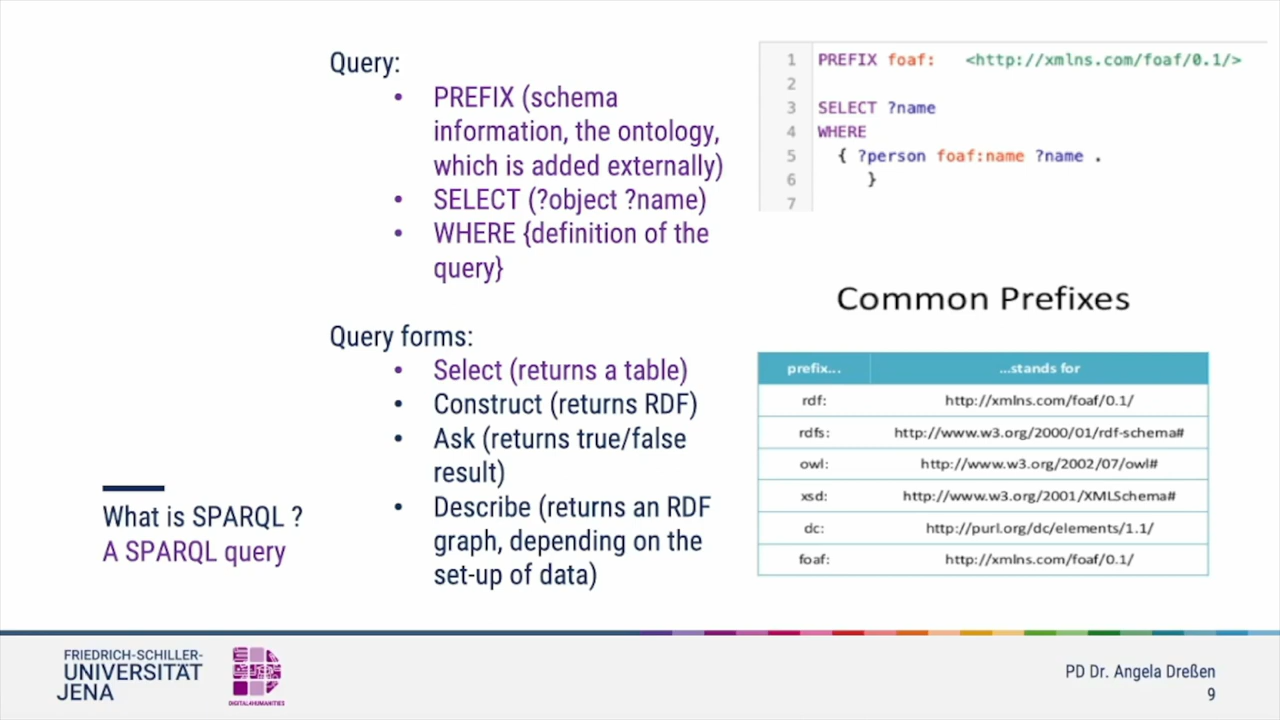 Query:
• PREFIX (schema
information, the ontology,
which is added externally)
• SELECT (?object ?name)
• WHERE {definition of the
query}
Query forms:
• Select (returns a table)
• Construct (returns RDF)
• Ask (returns true/false
result)
• Describe (returns an RDF
graph, depending on the
set-up of data)
What is SPARQL ?
A SPARQL query
1 PREFIX foaf: <http://xmlns.com/foaf/0.1/>
2
3 SELECT ?name
4 WHERE
5 { ?person foaf:name ?name .
6 }
7
Common Prefixes
prefix... ...stands for
rdf: http://xmlns.com/foaf/0.1/
rdfs: http://www.w3.org/2000/01/rdf-schema#
owl: http://www.w3.org/2002/07/owl#
xsd: http://www.w3.org/2001/XMLSchema#
dc: http://purl.org/dc/elements/1.1/
foaf: http://xmlns.com/foaf/0.1/
FRIEDRICH-SCHILLER-
UNIVERSITÄT
JENA
DIGITAL4HUMANITIES
PD Dr. Angela Dreßen
9